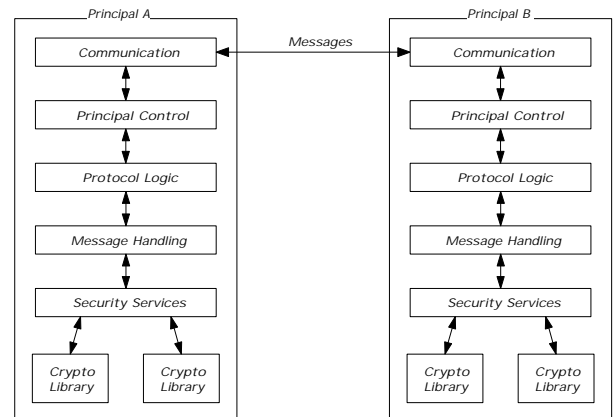 Principal A
Principal B
Messages
Communication
Communication
Principal Control
Principal Control
Protocol Logic
Protocol Logic
Message Handling
Message Handling
Security Services
Security Services
Crypto
Library
Crypto
Library
Crypto
Library
Crypto
Library